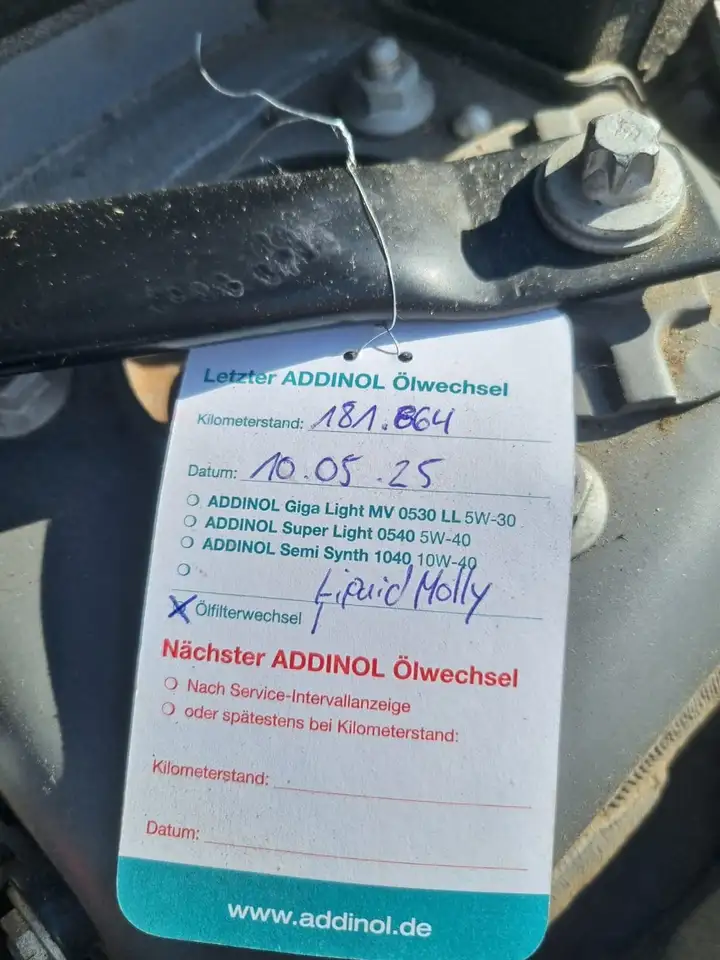 Letzter ADDINOL Ölwechsel
Kilometerstand: 181.664
Datum: 10.05.25
ADDINOL Giga Light MV 0530 LL 5W-30
ADDINOL Super Light 0540 5W-40
ADDINOL Semi Synth 1040 10W-40
Liquid Molly
X Ölfilterwechsel
Nächster ADDINOL Ölwechsel
Nach Service-Intervallanzeige
oder spätestens bei Kilometerstand:
Kilometerstand:
Datum:
www.addinol.de